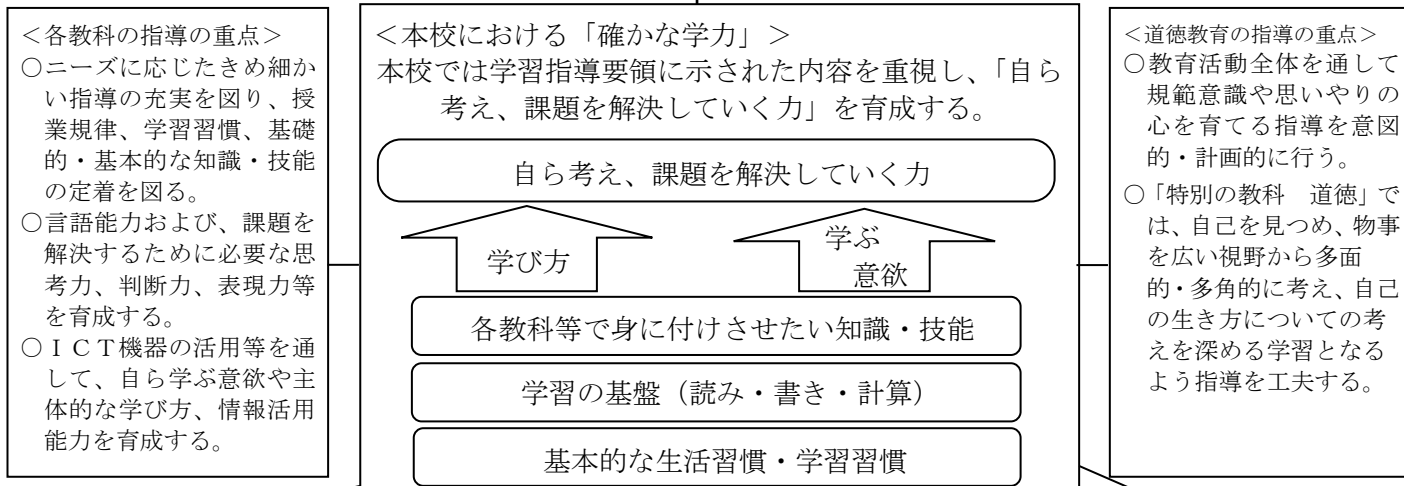 ＜各教科の指導の重点＞
○ニーズに応じたきめ細か
い指導の充実を図り、授
業規律、学習習慣、基礎
的・基本的な知識・技能
の定着を図る。
○言語能力および、課題を
解決するために必要な思
考力、判断力、表現力等
を育成する。
○ＩＣＴ機器の活用等を通
して、自ら学ぶ意欲や主
体的な学び方、情報活用
能力を育成する。
＜本校における「確かな学力」＞
本校では学習指導要領に示された内容を重視し、「自ら
考え、課題を解決していく力」を育成する。
自ら考え、課題を解決していく力
学び方
学ぶ
意欲
各教科等で身に付けさせたい知識・技能
学習の基盤（読み・書き・計算）
基本的な生活習慣・学習習慣
＜道徳教育の指導の重点＞
○教育活動全体を通して
規範意識や思いやりの
心を育てる指導を意図
的・計画的に行う。
○「特別の教科　道徳」で
は、自己を見つめ、物事
を広い視野から多面
的・多角的に考え、自己
の生き方についての考
えを深める学習となる
よう指導を工夫する。